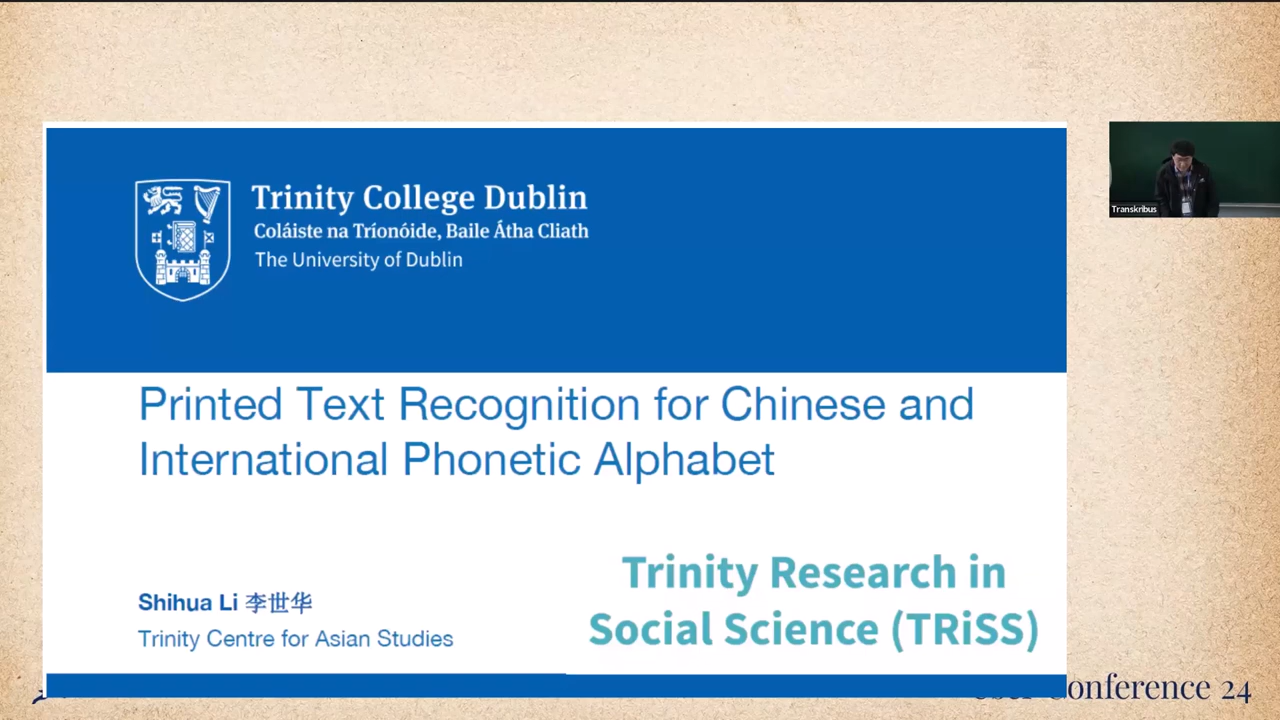 Trinity College Dublin
Coláiste na Tríonóide, Baile Átha Cliath
The University of Dublin
Transkribus
Printed Text Recognition for Chinese and
International Phonetic Alphabet
Trinity Research in
Social Science (TRiSS)
Shihua Li 李世华
Trinity Centre for Asian Studies
Conference 24